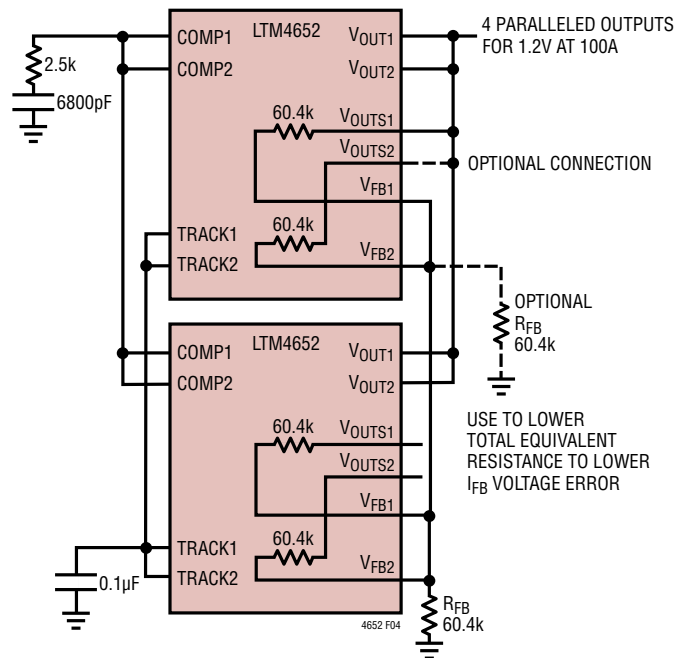 COMP1
COMP2
LTM4652
VOUT1
VOUT2
4 PARALLELED OUTPUTS
FOR 1.2V AT 100A
2.5k
6800pF
60.4k
VOUTS1
VOUTS2
OPTIONAL CONNECTION
VFB1
60.4k
TRACK1
TRACK2
VFB2
OPTIONAL
RFB
60.4k
COMP1
COMP2
LTM4652
VOUT1
VOUT2
USE TO LOWER
TOTAL EQUIVALENT
RESISTANCE TO LOWER
IFB VOLTAGE ERROR
60.4k
VOUTS1
VOUTS2
VFB1
60.4k
TRACK1
TRACK2
VFB2
0.1µF
RFB
60.4k
4652 F04